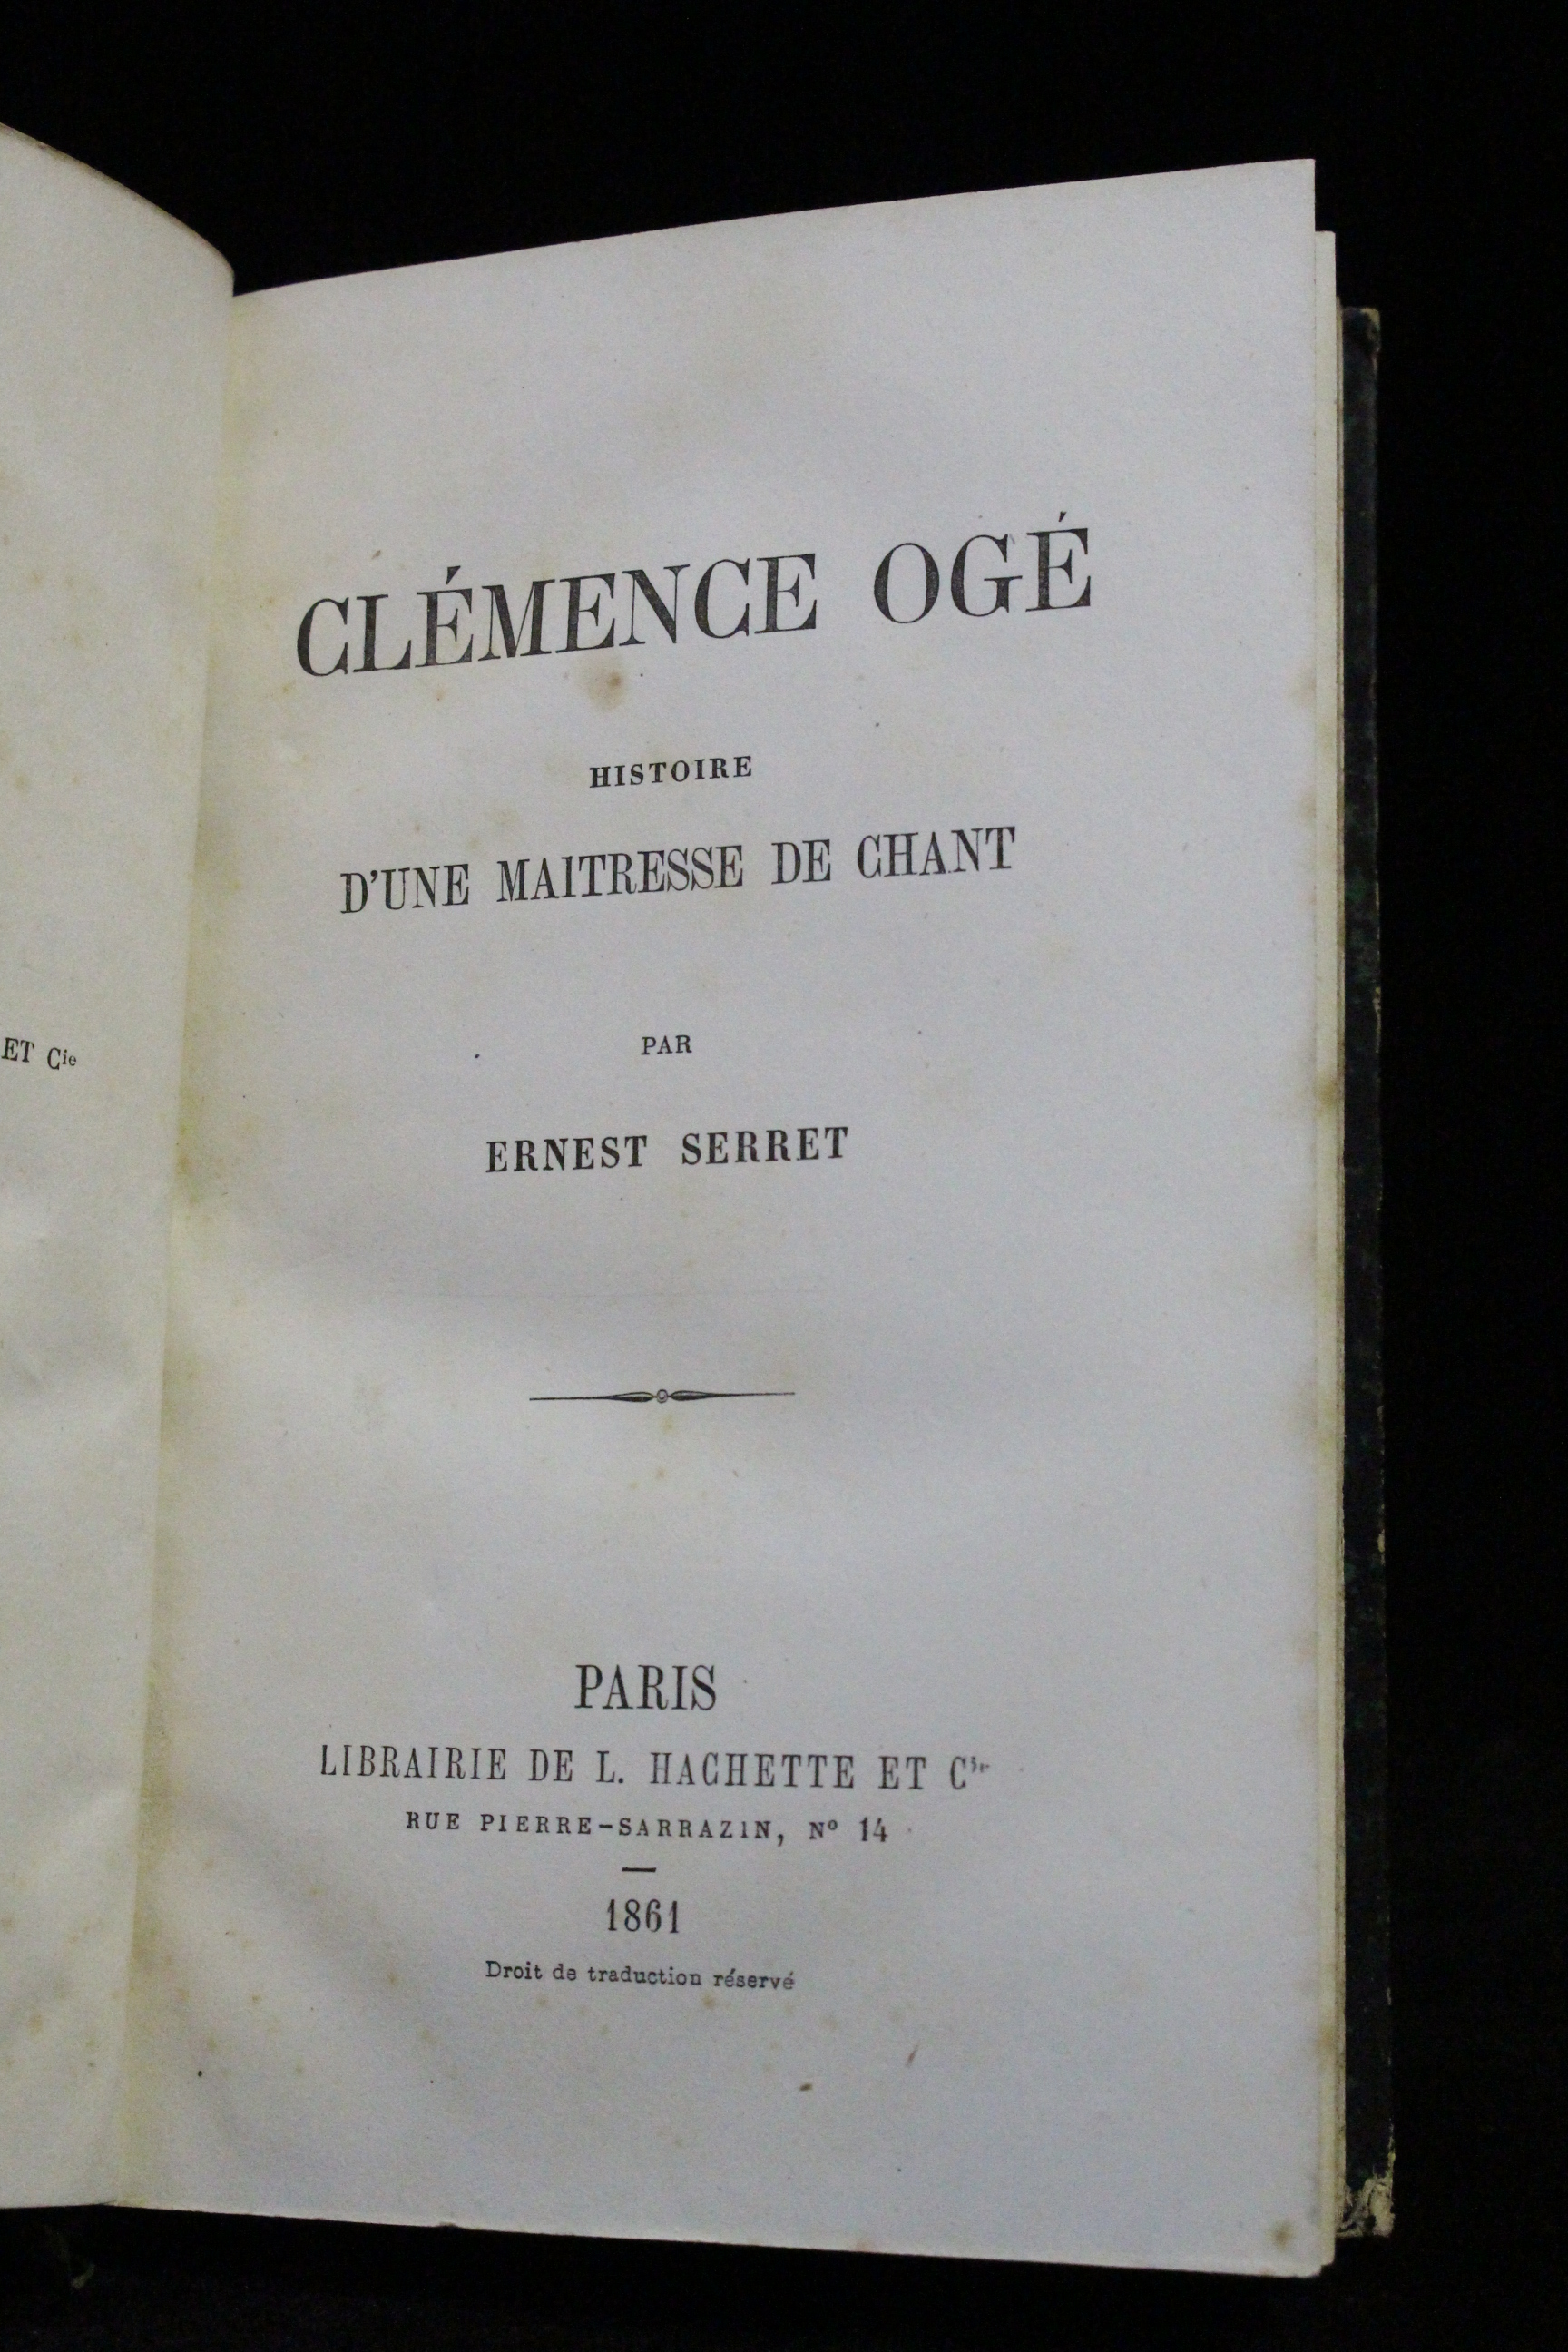 ET Cie
CLÉMENCE OGÉ
HISTOIRE
D'UNE MAITRESSE DE CHANT
PAR
ERNEST SERRET
PARIS
LIBRAIRIE DE L. HACHETTE ET Cie
RUE PIERRE-SARRAZIN, Nº 14
1861
Droit de traduction réservé